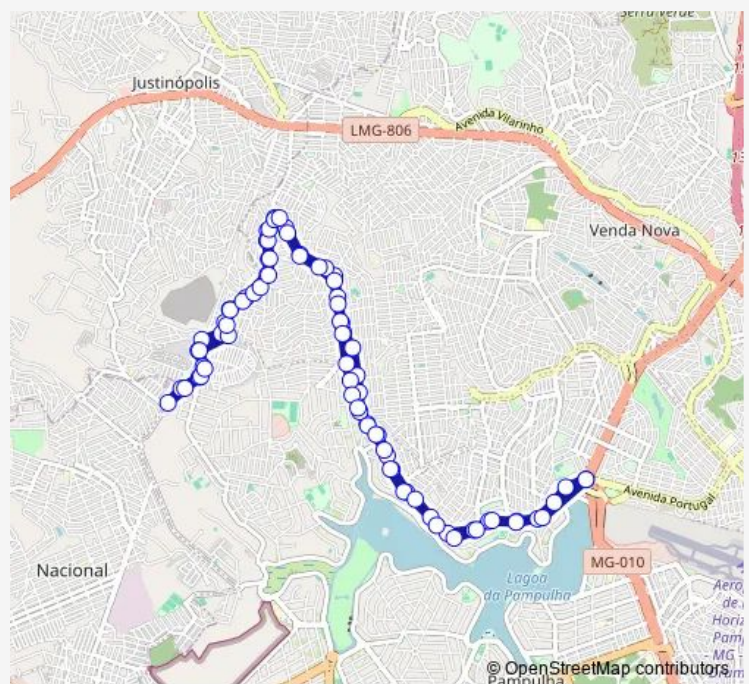 Serra Verde
Justinópolis
LMG-806
Avenida Vilarinho
Venda Nova
Avenida Portugal
MG-010
Nacional
Lagoa
da Pampulha
Pampulha
© OpenStreetMap contributors